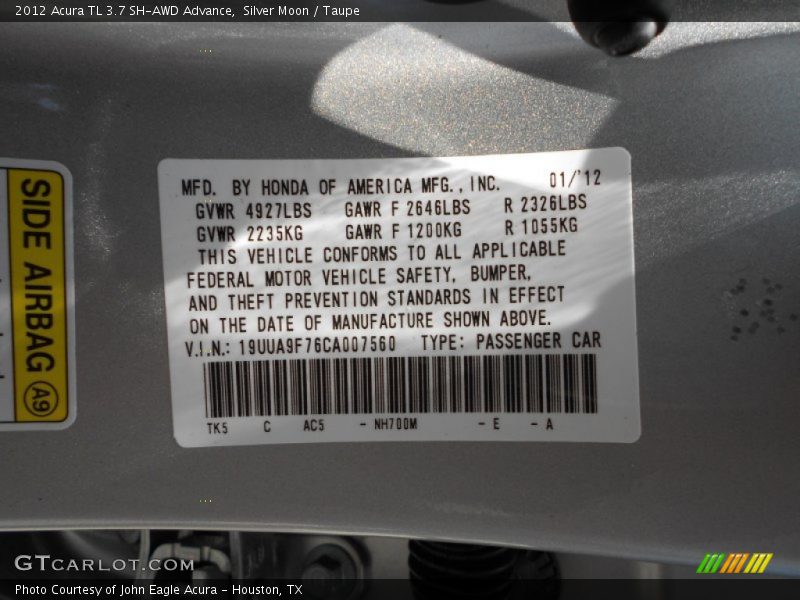 2012 Acura TL 3.7 SH-AWD Advance, Silver Moon / Taupe
MFD. BY HONDA OF AMERICA MFG., INC. 01/'12
GVWR 4927LBS GAWR F 2646LBS R 2326LBS
GVWR 2235KG GAWR F 1200KG R 1055KG
THIS VEHICLE CONFORMS TO ALL APPLICABLE
FEDERAL MOTOR VEHICLE SAFETY, BUMPER,
AND THEFT PREVENTION STANDARDS IN EFFECT
ON THE DATE OF MANUFACTURE SHOWN ABOVE.
V.I.N.: 19UUA9F76CA007560 TYPE: PASSENGER CAR
TK5 C AC5 - NH700M - E - A
SIDE AIRBAG A9
GTCARLOT.COM
Photo Courtesy of John Eagle Acura - Houston, TX